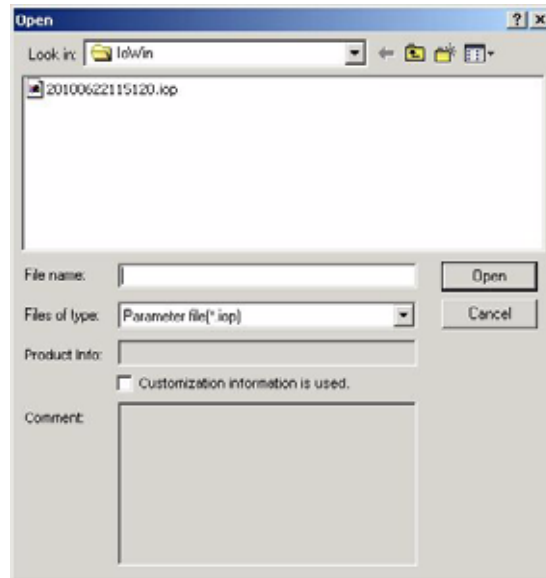 Open
Look in: IoWin
20100622115120.iop
File name:
Open
Files of type: Parameter file(*.iop)
Cancel
Product Info:
Customization information is used.
Comment: